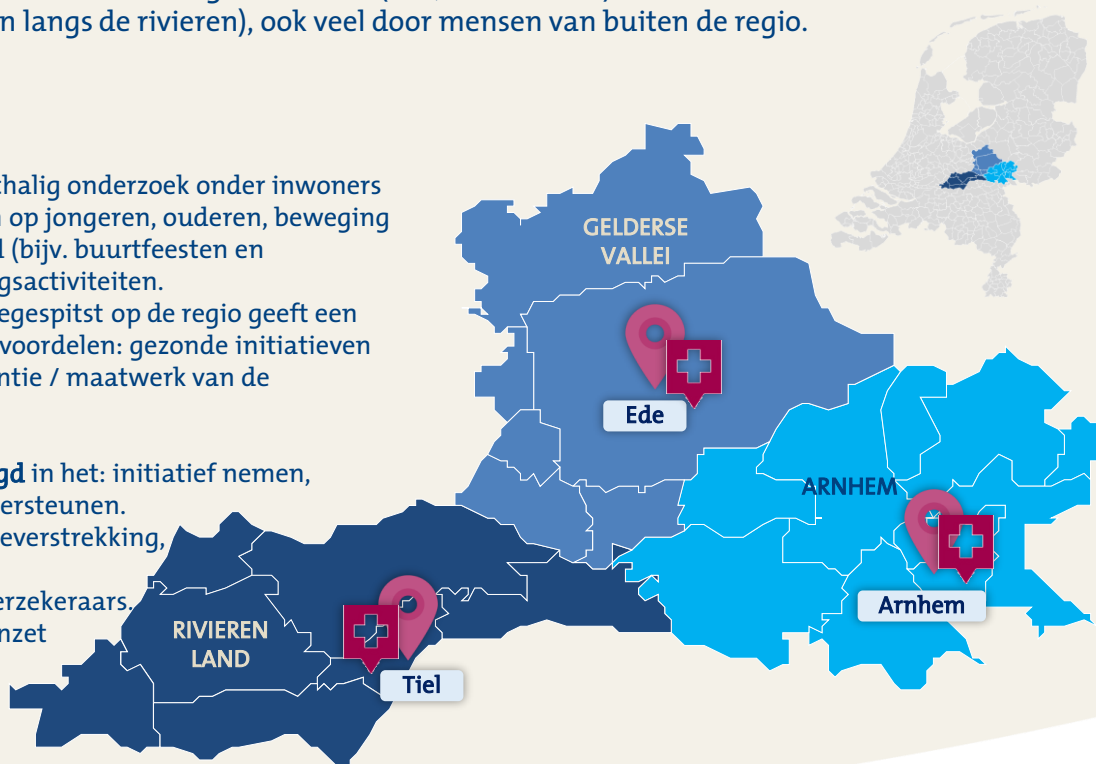 n langs de rivieren), ook veel door mensen van buiten de regio.
halig onderzoek onder inwoners
op jongeren, ouderen, beweging
(bijv. buurtfeesten en
gsactiviteiten.
egespitst op de regio geeft een
voordelen: gezonde initiatieven
ntie / maatwerk van de
gd in het: initiatief nemen,
ersteunen.
everstrekking,
erzekeraars.
nzet
GELDERSE
VALLEI
Ede
ARNHEM
Arnhem
RIVIEREN
LAND
Tiel